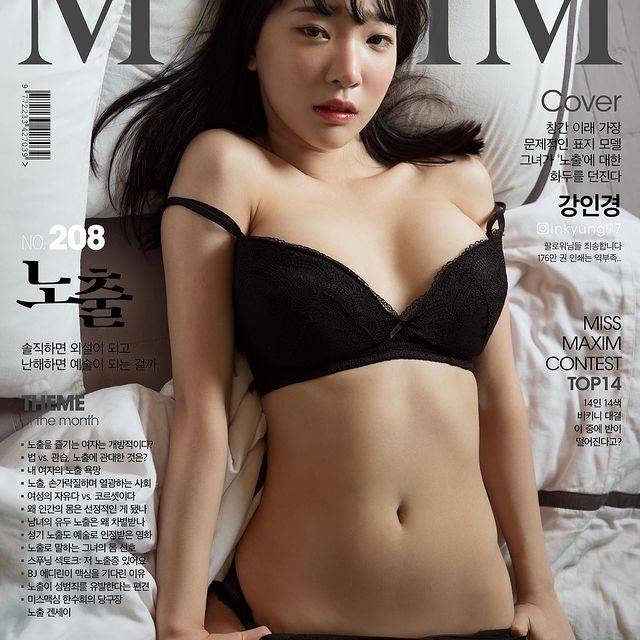 MAXIM
9772233427039 >
Cover
창간 이래 가장
문제적인 표지 모델
그녀가 '노출'에 대한
화두를 던진다
강인경
inkyung97
팔로워님들 죄송합니다
176만 권 인쇄는 역부족...
NO. 208
노출
솔직하면 외설이 되고
난해하면 예술이 되는 걸까
MISS
MAXIM
CONTEST
TOP14
14인 14색
비키니 대결
이 중에 반이
떨어진다고?
THEME
of the month
• 노출을 즐기는 여자는 개방적이다?
• 법 vs. 관습, 노출에 관대한 것은?
• 내 여자의 노출 욕망
• 노출, 손가락질하며 열광하는 사회
• 여성의 자유다 vs. 코르셋이다
• 왜 인간의 몸은 선정적인 게 됐나
• 남녀의 유두 노출은 왜 차별받나
• 성기 노출도 예술로 인정받은 영화
• 노출로 말하는 그녀의 몸 신호
• 스푸닝 섹토크: 저 노출증 있어요
• BJ 에디린이 맥심을 기다린 이유
• 노출이 성범죄를 유발한다는 편견
• 미스맥심 한수희의 당구장
노출 겐세이